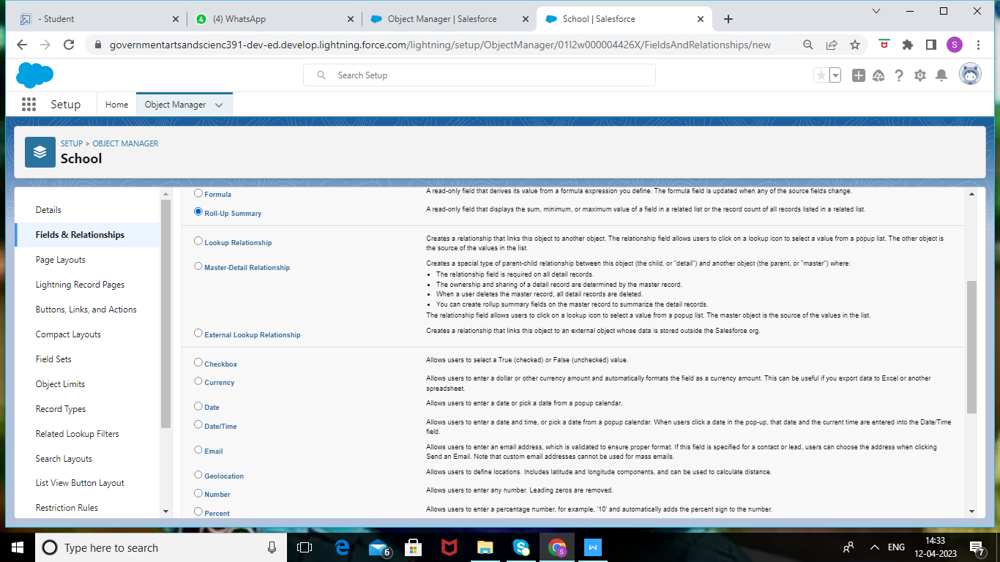 - Student
(4) WhatsApp
Object Manager | Salesforce
School | Salesforce
governmentartsandscienc391-dev-ed.develop.lightning.force.com/lightning/setup/ObjectManager/01I2w000004426X/FieldsAndRelationships/new
S
Search Setup
Setup
Home
Object Manager
SETUP > OBJECT MANAGER
School
Details
Fields & Relationships
Page Layouts
Lightning Record Pages
Buttons, Links, and Actions
Compact Layouts
Field Sets
Object Limits
Record Types
Related Lookup Filters
Search Layouts
List View Button Layout
Restriction Rules
Formula
A read-only field that derives its value from a formula expression you define. The formula field is updated when any of the source fields change.
Roll-Up Summary
A read-only field that displays the sum, minimum, or maximum value of a field in a related list or the record count of all records listed in a related list.
Lookup Relationship
Creates a relationship that links this object to another object. The relationship field allows users to click on a lookup icon to select a value from a popup list. The other object is
the source of the values in the list.
Master-Detail Relationship
Creates a special type of parent-child relationship between this object (the child, or "detail") and another object (the parent, or "master") where:
• The relationship field is required on all detail records.
• The ownership and sharing of a detail record are determined by the master record.
• When a user deletes the master record, all detail records are deleted.
• You can create rollup summary fields on the master record to summarize the detail records.
The relationship field allows users to click on a lookup icon to select a value from a popup list. The master object is the source of the values in the list.
External Lookup Relationship
Creates a relationship that links this object to an external object whose data is stored outside the Salesforce org.
Checkbox
Allows users to select a True (checked) or False (unchecked) value.
Currency
Allows users to enter a dollar or other currency amount and automatically formats the field as a currency amount. This can be useful if you export data to Excel or another
spreadsheet.
Date
Allows users to enter a date or pick a date from a popup calendar.
Date/Time
Allows users to enter a date and time, or pick a date from a popup calendar. When users click a date in the pop-up, that date and the current time are entered into the Date/Time
field.
Email
Allows users to enter an email address, which is validated to ensure proper format. If this field is specified for a contact or lead, users can choose the address when clicking
Send an Email. Note that custom email addresses cannot be used for mass emails.
Geolocation
Allows users to define locations. Includes latitude and longitude components, and can be used to calculate distance.
Number
Allows users to enter any number. Leading zeros are removed.
Percent
Allows users to enter a percentage number, for example, '10' and automatically adds the percent sign to the number.
Type here to search
6
S
W
ENG
14:33
12-04-2023
7